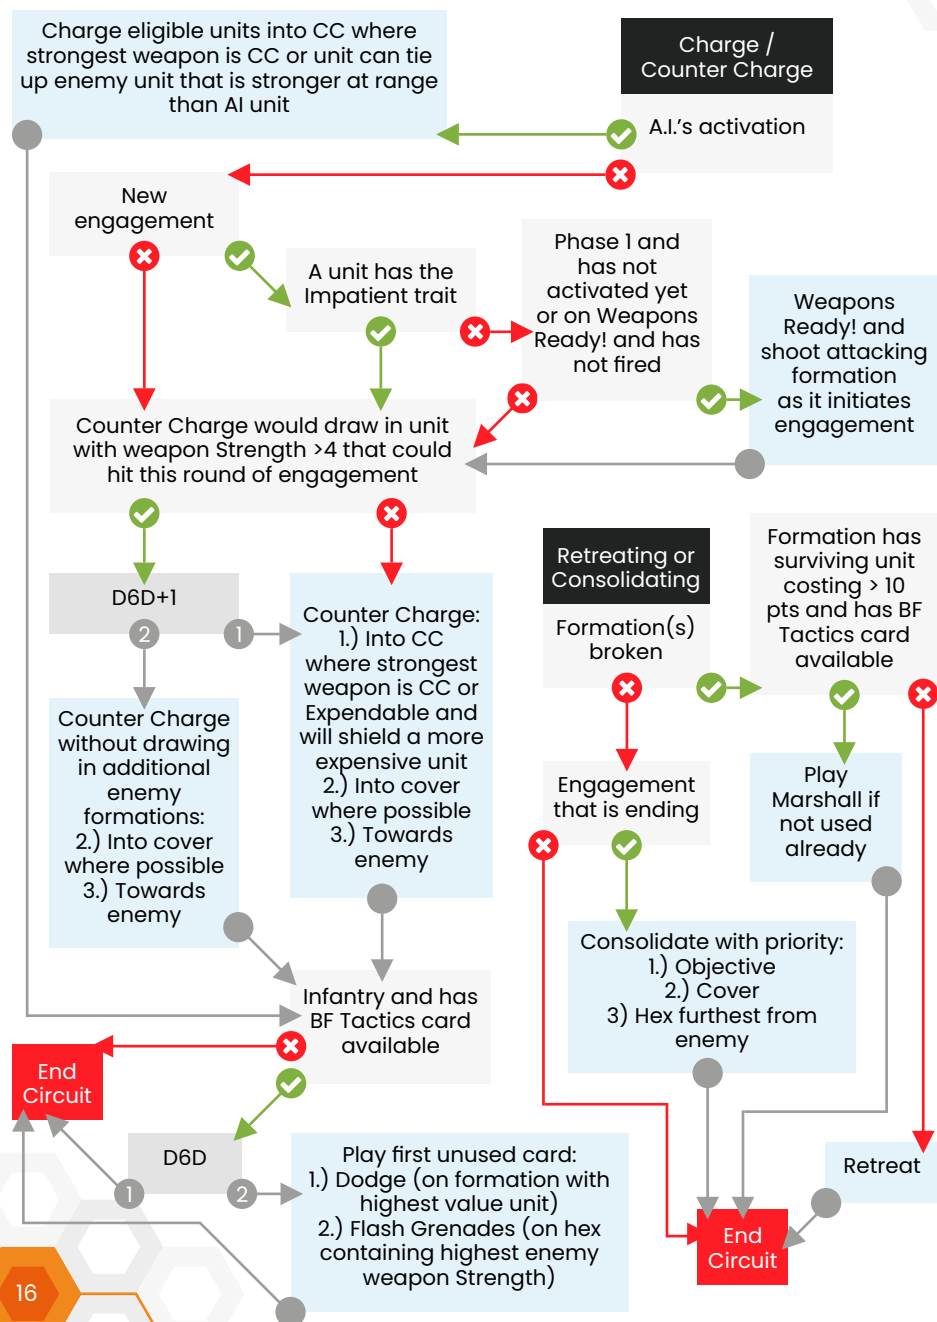 Charge eligible units into CC where
strongest weapon is CC or unit can tie
up enemy unit that is stronger at range
than AI unit
Charge /
Counter Charge
A.I.'s activation
New
engagement
A unit has the
Impatient trait
Phase 1 and
has not
activated yet
or on Weapons
Ready! and has
not fired
Weapons
Ready! and
shoot attacking
formation
as it initiates
engagement
Counter Charge would draw in unit
with weapon Strength >4 that could
hit this round of engagement
D6D+1
2
1
Counter Charge:
1.) Into CC
where strongest
weapon is CC or
Expendable and
will shield a more
expensive unit
2.) Into cover
where possible
3.) Towards
enemy
Counter Charge
without drawing
in additional
enemy
formations:
2.) Into cover
where possible
3.) Towards
enemy
Retreating or
Consolidating
Formation(s)
broken
Formation has
surviving unit
costing > 10
pts and has BF
Tactics card
available
Engagement
that is ending
Play
Marshall if
not used
already
Consolidate with priority:
1.) Objective
2.) Cover
3) Hex furthest from
enemy
Infantry and has
BF Tactics card
available
End
Circuit
D6D
1
2
Play first unused card:
1.) Dodge (on formation with
highest value unit)
2.) Flash Grenades (on hex
containing highest enemy
weapon Strength)
Retreat
End
Circuit
16